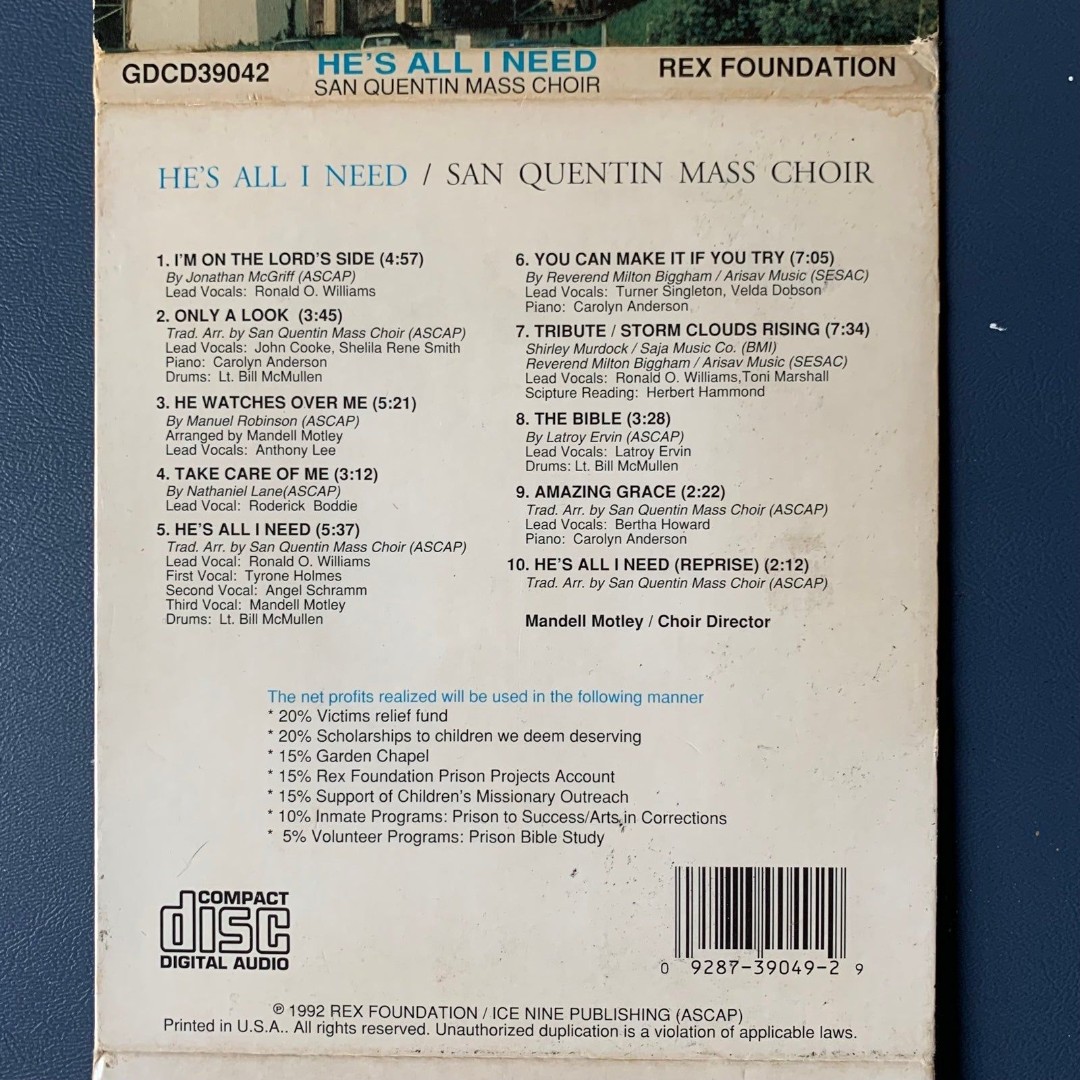 GDCD39042 HE'S ALL I NEED REX FOUNDATION
SAN QUENTIN MASS CHOIR
HE'S ALL I NEED / SAN QUENTIN MASS CHOIR
1. I'M ON THE LORD'S SIDE (4:57)
By Jonathan McGriff (ASCAP)
Lead Vocals: Ronald O. Williams
2. ONLY A LOOK (3:45)
Trad. Arr. by San Quentin Mass Choir (ASCAP)
Lead Vocals: John Cooke, Shelila Rene Smith
Piano: Carolyn Anderson
Drums: Lt. Bill McMullen
3. HE WATCHES OVER ME (5:21)
By Manuel Robinson (ASCAP)
Arranged by Mandell Motley
Lead Vocals: Anthony Lee
4. TAKE CARE OF ME (3:12)
By Nathaniel Lane(ASCAP)
Lead Vocal: Roderick Boddie
5. HE'S ALL I NEED (5:37)
Trad. Arr. by San Quentin Mass Choir (ASCAP)
Lead Vocal: Ronald O. Williams
First Vocal: Tyrone Holmes
Second Vocal: Angel Schramm
Third Vocal: Mandell Motley
Drums: Lt. Bill McMullen
6. YOU CAN MAKE IT IF YOU TRY (7:05)
By Reverend Milton Biggham / Arisav Music (SESAC)
Lead Vocals: Turner Singleton, Velda Dobson
Piano: Carolyn Anderson
7. TRIBUTE / STORM CLOUDS RISING (7:34)
Shirley Murdock / Saja Music Co. (BMI)
Reverend Milton Biggham / Arisav Music (SESAC)
Lead Vocals: Ronald O. Williams,Toni Marshall
Scipture Reading: Herbert Hammond
8. THE BIBLE (3:28)
By Latroy Ervin (ASCAP)
Lead Vocals: Latroy Ervin
Drums: Lt. Bill McMullen
9. AMAZING GRACE (2:22)
Trad. Arr. by San Quentin Mass Choir (ASCAP)
Lead Vocals: Bertha Howard
Piano: Carolyn Anderson
10. HE'S ALL I NEED (REPRISE) (2:12)
Trad. Arr. by San Quentin Mass Choir (ASCAP)
Mandell Motley / Choir Director
The net profits realized will be used in the following manner
* 20% Victims relief fund
* 20% Scholarships to children we deem deserving
* 15% Garden Chapel
* 15% Rex Foundation Prison Projects Account
* 15% Support of Children's Missionary Outreach
* 10% Inmate Programs: Prison to Success/Arts in Corrections
* 5% Volunteer Programs: Prison Bible Study
COMPACT
disc
DIGITAL AUDIO
0 9287-39049-2 9
℗ 1992 REX FOUNDATION / ICE NINE PUBLISHING (ASCAP)
Printed in U.S.A.. All rights reserved. Unauthorized duplication is a violation of applicable laws.